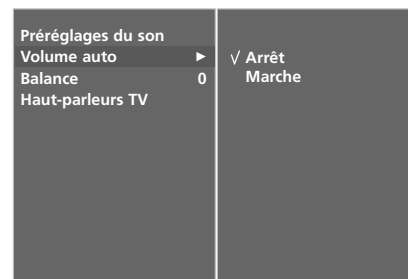 Préréglages du son
Volume auto ►
Balance 0
Haut-parleurs TV
√ Arrêt
Marche